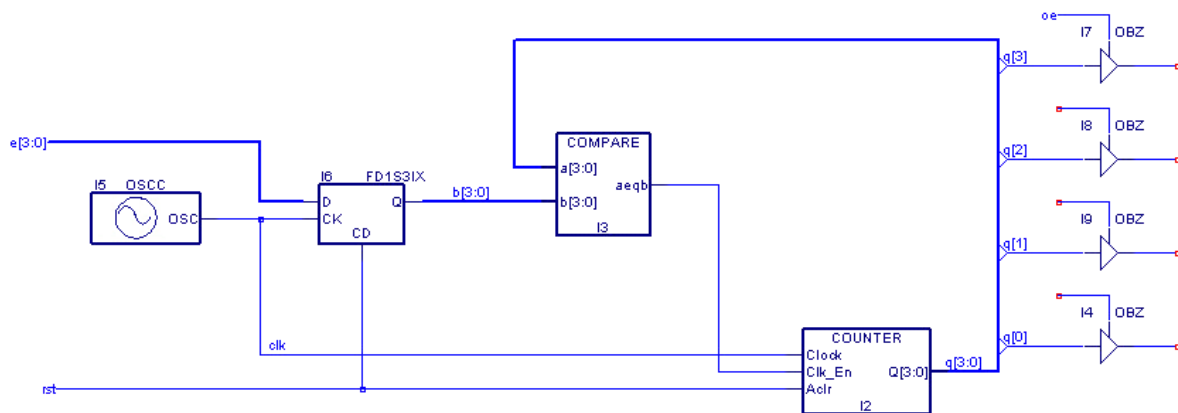 oe
I7 OBZ
q[3]
I8 OBZ
q[2]
e[3:0]
COMPARE
a[3:0]
aeqb
b[3:0]
I3
I5 OSCC
OSC
I6 FD1S3IX
D Q
CK
CD
b[3:0]
I9 OBZ
q[1]
I4 OBZ
q[0]
clk
COUNTER
Clock
Clk_En Q[3:0]
Aclr
I2
q[3:0]
rst